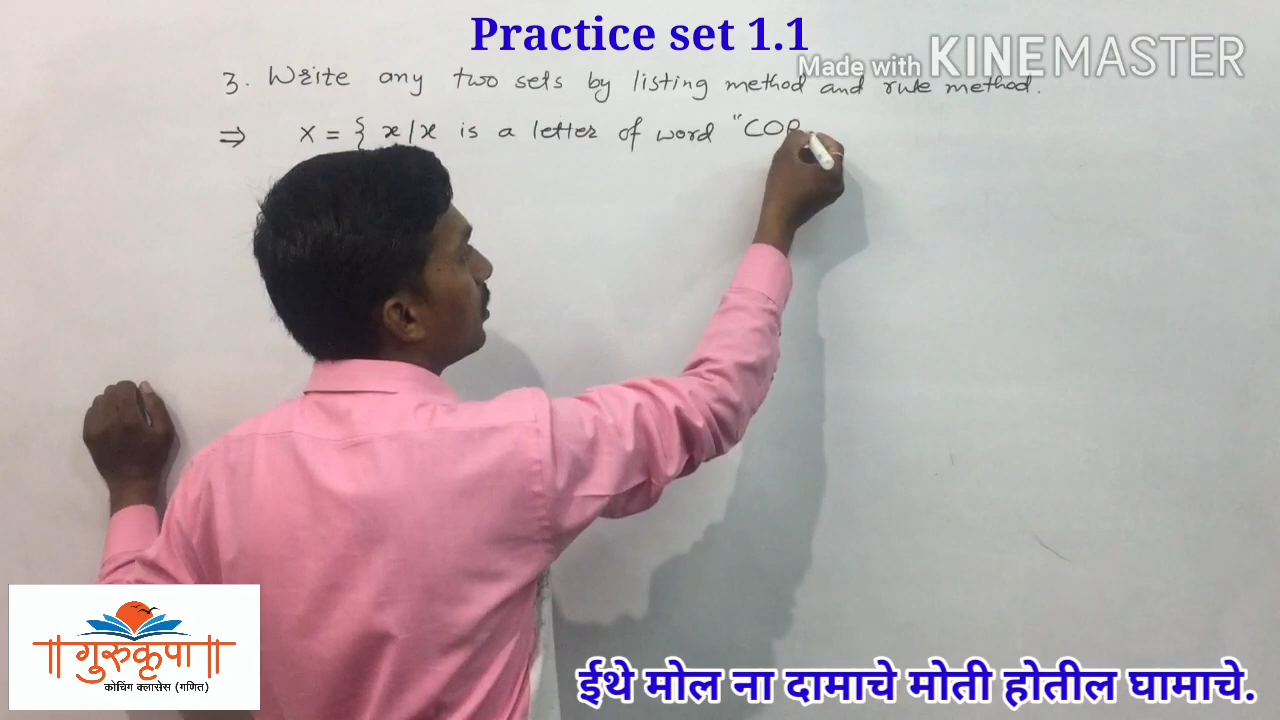 Practice set 1.1
Made with KINEMASTER
3. Write any two sets by listing method and rule method.
⇒ X = { x/x is a letter of word "COR
॥ गुरुकृपा ॥
कोचिंग क्लासेस (गणित)
ईथे मोल ना दामाचे मोती होतील घामाचे.